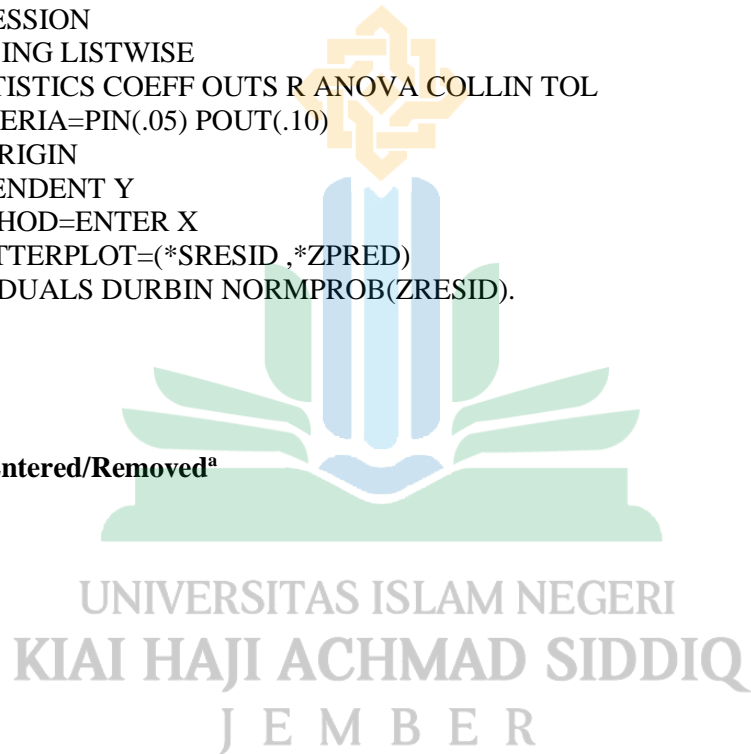 ESSION
ING LISTWISE
TISTICS COEFF OUTS R ANOVA COLLIN TOL
ERIA=PIN(.05) POUT(.10)
RIGIN
ENDENT Y
HOD=ENTER X
TTERPLOT=(*SRESID ,*ZPRED)
DUALS DURBIN NORMPROB(ZRESID).
ntered/Removedᵃ
UNIVERSITAS ISLAM NEGERI
KIAI HAJI ACHMAD SIDDIQ
JEMBER